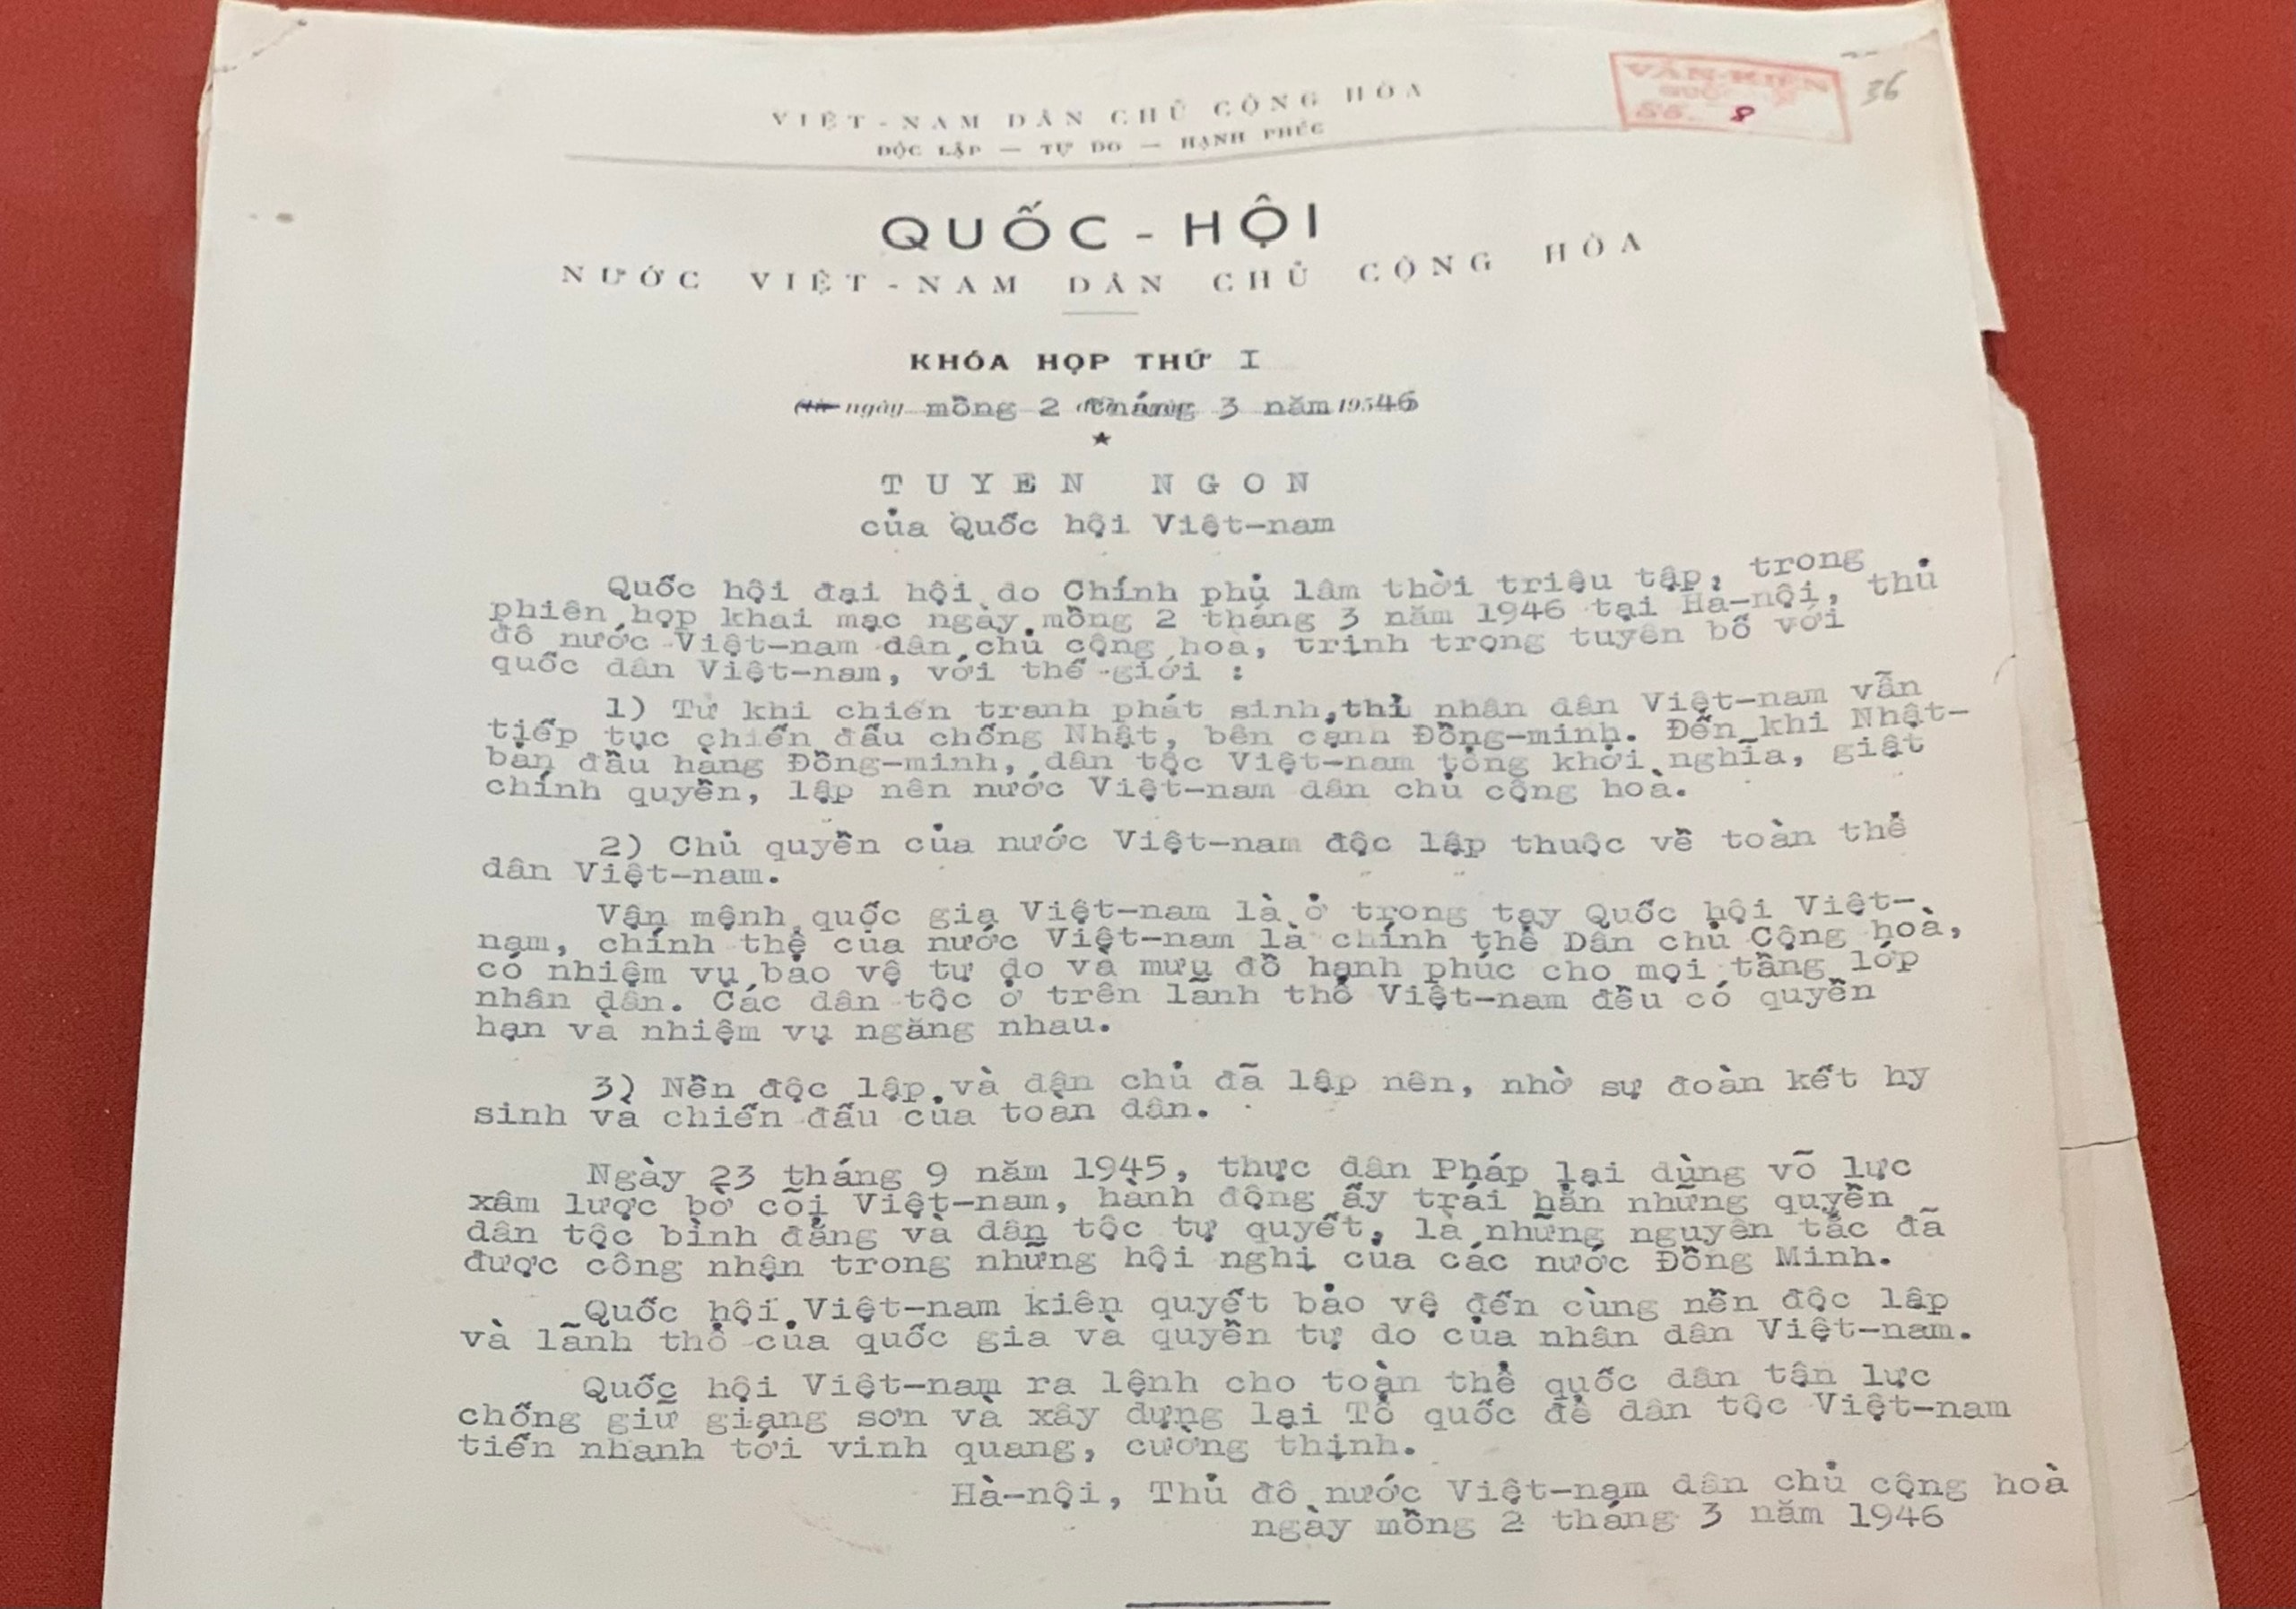 VIỆT-NAM DÂN CHỦ CỘNG HÒA
ĐỘC LẬP — TỰ DO — HẠNH PHÚC
VĂN-KIỆN
8
36
QUỐC-HỘI
NƯỚC VIỆT-NAM DÂN CHỦ CỘNG HÒA
KHÓA HỌP THỨ I
ngày mồng 2 tháng 3 năm 1946
★
TUYEN NGON
của Quốc hội Việt-nam
Quốc hội đại hội do Chính phủ lâm thời triệu tập, trong
phiên họp khai mạc ngày mồng 2 tháng 3 năm 1946 tại Hà-nội, thủ
đô nước Việt-nam dân chủ cộng hoà, trịnh trọng tuyên bố với
quốc dân Việt-nam, với thế giới :
1) Từ khi chiến tranh phát sinh, thì nhân dân Việt-nam vẫn
tiếp tục chiến đấu chống Nhật, bên cạnh Đồng-minh. Đến khi Nhật-
bản đầu hàng Đồng-minh, dân tộc Việt-nam tổng khởi nghĩa, giật
chính quyền, lập nên nước Việt-nam dân chủ cộng hoà.
2) Chủ quyền của nước Việt-nam độc lập thuộc về toàn thể
dân Việt-nam.
Vận mệnh quốc gia Việt-nam là ở trong tay Quốc hội Việt-
nam, chính thể của nước Việt-nam là chính thể Dân chủ Cộng hoà,
có nhiệm vụ bảo vệ tự do và mưu đồ hạnh phúc cho mọi tầng lớp
nhân dân. Các dân tộc ở trên lãnh thổ Việt-nam đều có quyền
hạn và nhiệm vụ ngăng nhau.
3) Nền độc lập và dân chủ đã lập nên, nhờ sự đoàn kết hy
sinh và chiến đấu của toàn dân.
Ngày 23 tháng 9 năm 1945, thực dân Pháp lại dùng võ lực
xâm lược bờ cõi Việt-nam, hành động ấy trái hẳn những quyền
dân tộc bình đẳng và dân tộc tự quyết, là những nguyên tắc đã
được công nhận trong những hội nghị của các nước Đồng Minh.
Quốc hội Việt-nam kiên quyết bảo vệ đến cùng nền độc lập
và lãnh thổ của quốc gia và quyền tự do của nhân dân Việt-nam.
Quốc hội Việt-nam ra lệnh cho toàn thể quốc dân tận lực
chống giữ giang sơn và xây dựng lại Tổ quốc để dân tộc Việt-nam
tiến nhanh tới vinh quang, cường thịnh.
Hà-nội, Thủ đô nước Việt-nam dân chủ cộng hoà
ngày mồng 2 tháng 3 năm 1946